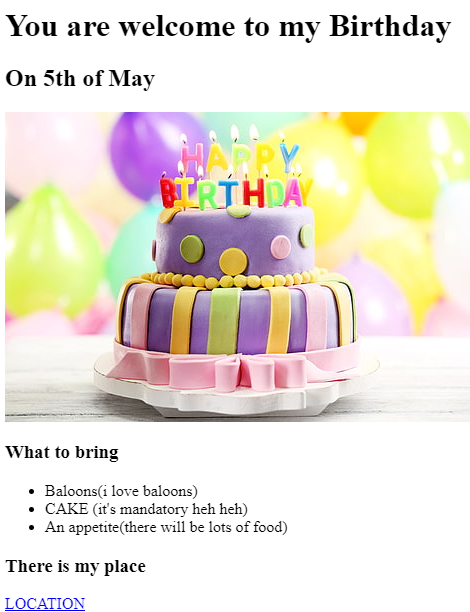 You are welcome to my Birthday
On 5th of May
HAPPY
BIRTHDAY
What to bring
Baloons(i love baloons)
CAKE (it's mandatory heh heh)
An appetite(there will be lots of food)
There is my place
LOCATION